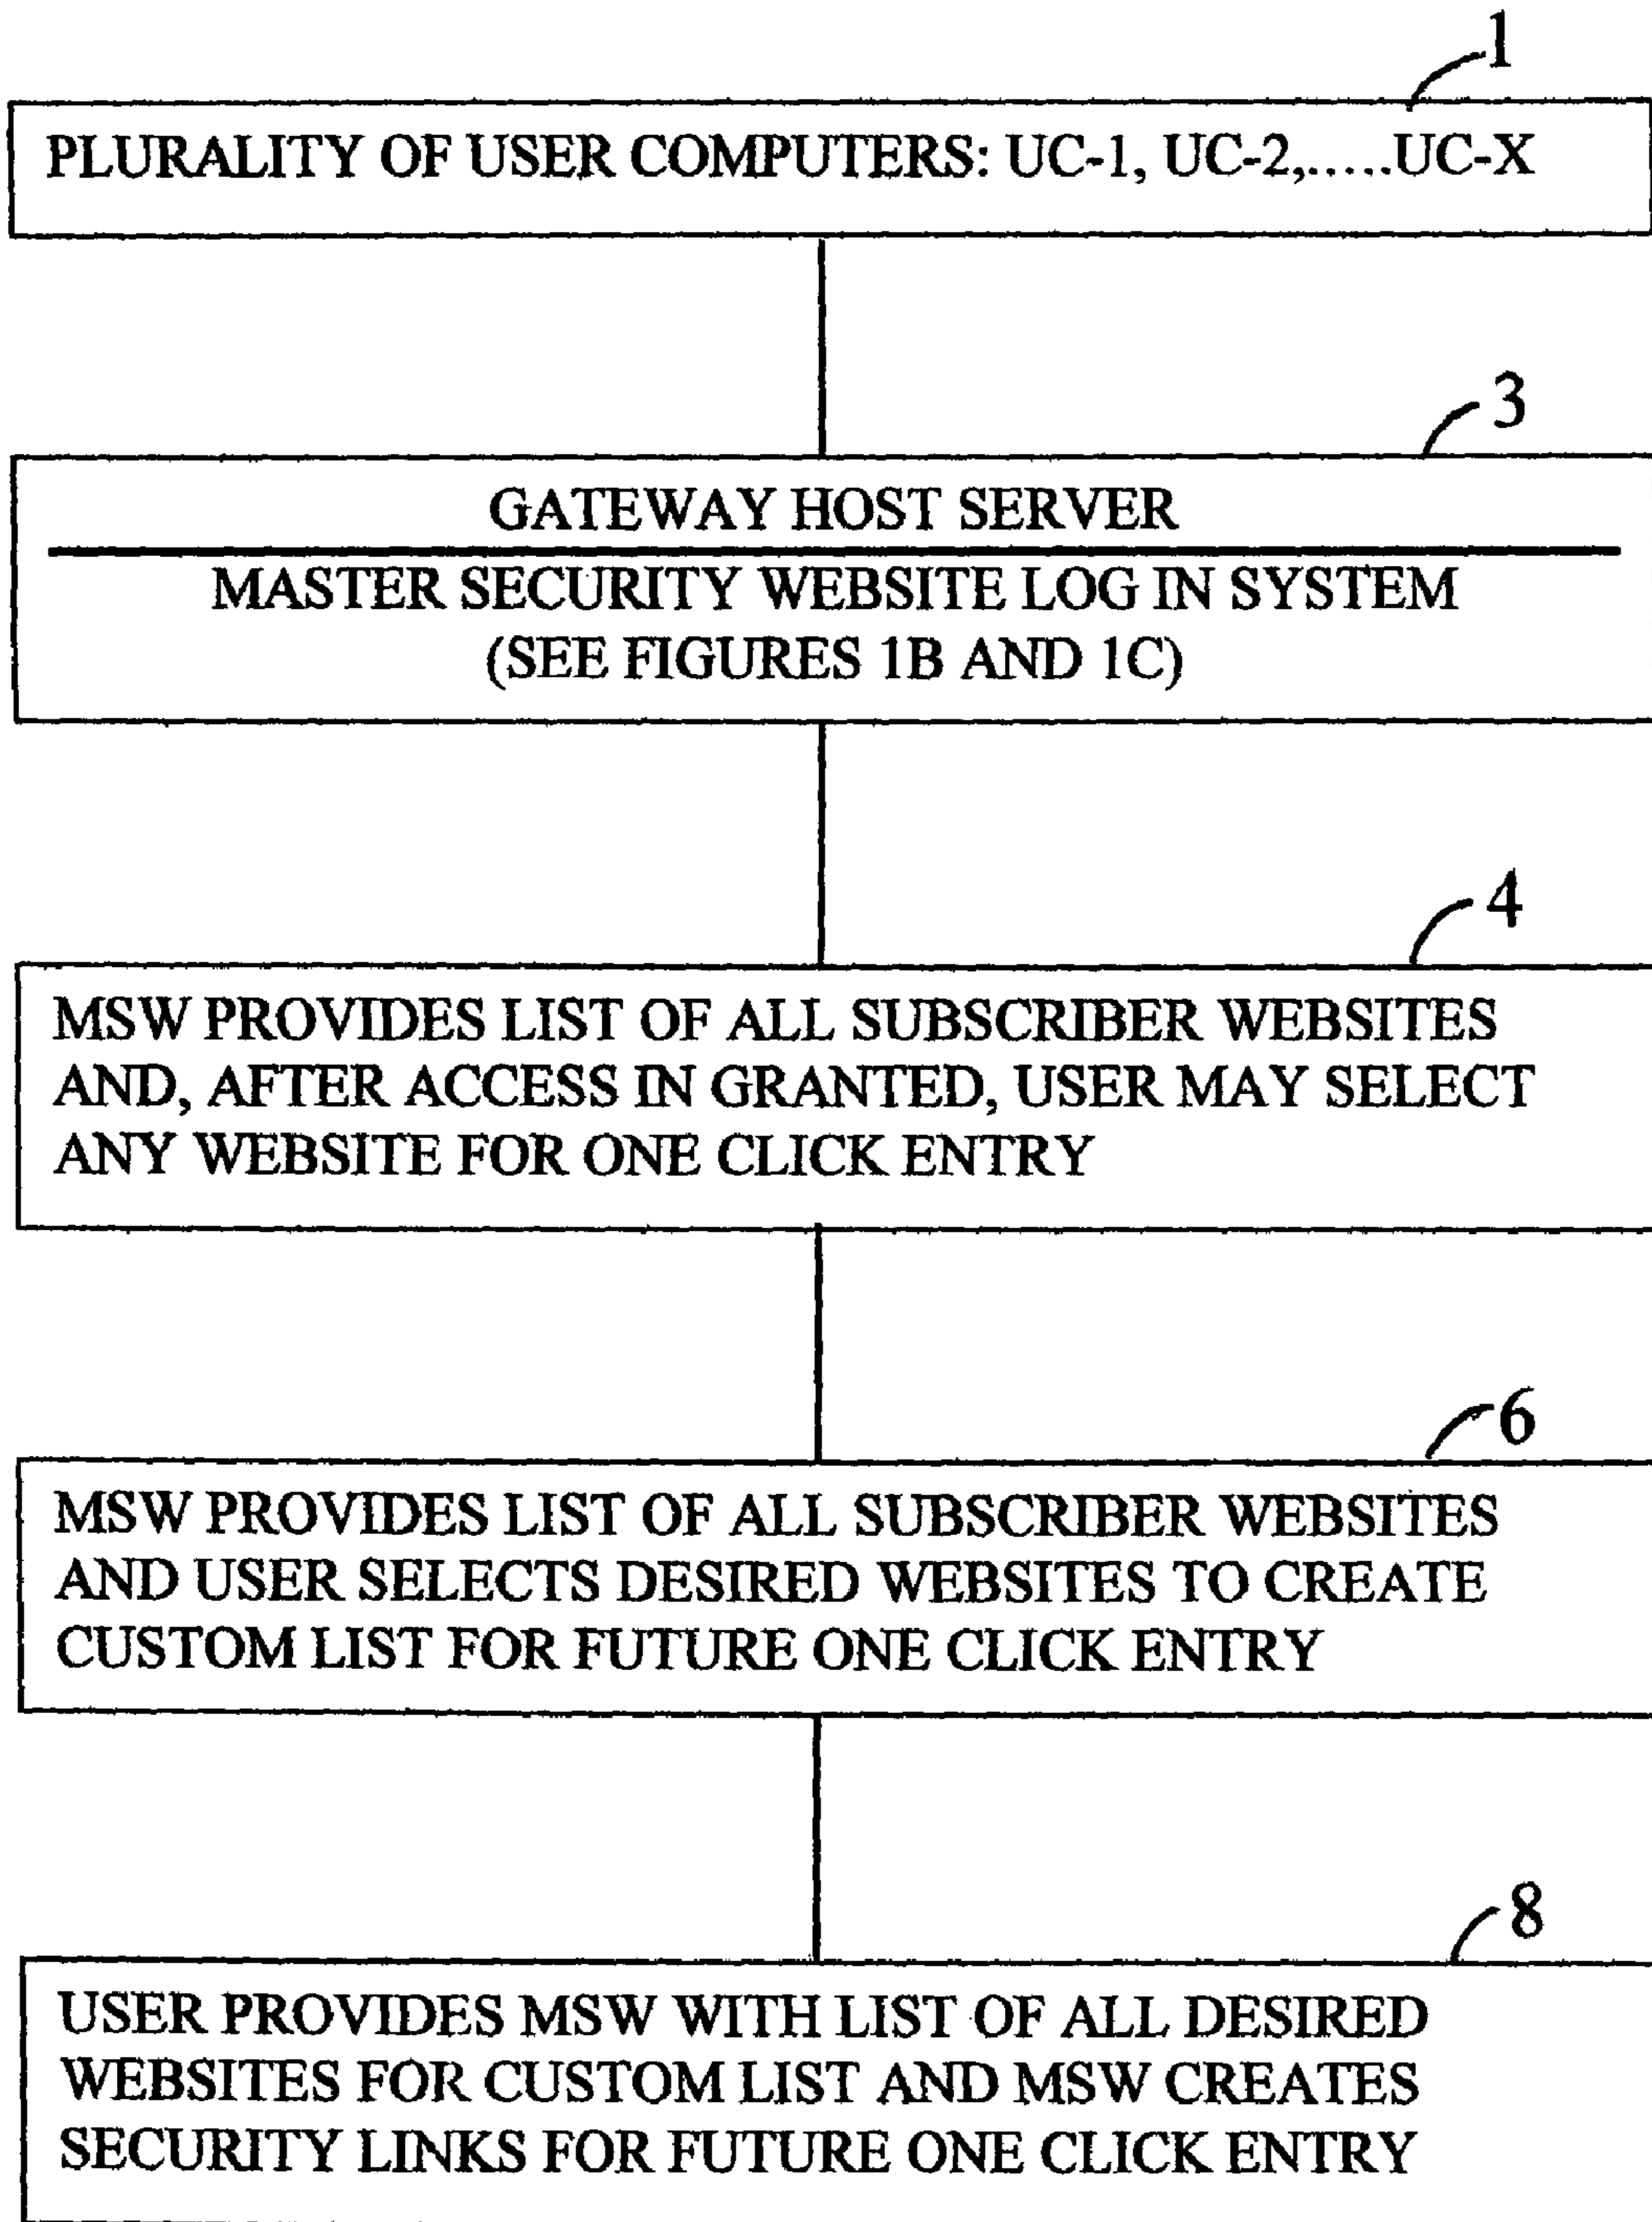 1
PLURALITY OF USER COMPUTERS: UC-1, UC-2,.....UC-X
3
GATEWAY HOST SERVER
MASTER SECURITY WEBSITE LOG IN SYSTEM
(SEE FIGURES 1B AND 1C)
4
MSW PROVIDES LIST OF ALL SUBSCRIBER WEBSITES
AND, AFTER ACCESS IN GRANTED, USER MAY SELECT
ANY WEBSITE FOR ONE CLICK ENTRY
6
MSW PROVIDES LIST OF ALL SUBSCRIBER WEBSITES
AND USER SELECTS DESIRED WEBSITES TO CREATE
CUSTOM LIST FOR FUTURE ONE CLICK ENTRY
8
USER PROVIDES MSW WITH LIST OF ALL DESIRED
WEBSITES FOR CUSTOM LIST AND MSW CREATES
SECURITY LINKS FOR FUTURE ONE CLICK ENTRY